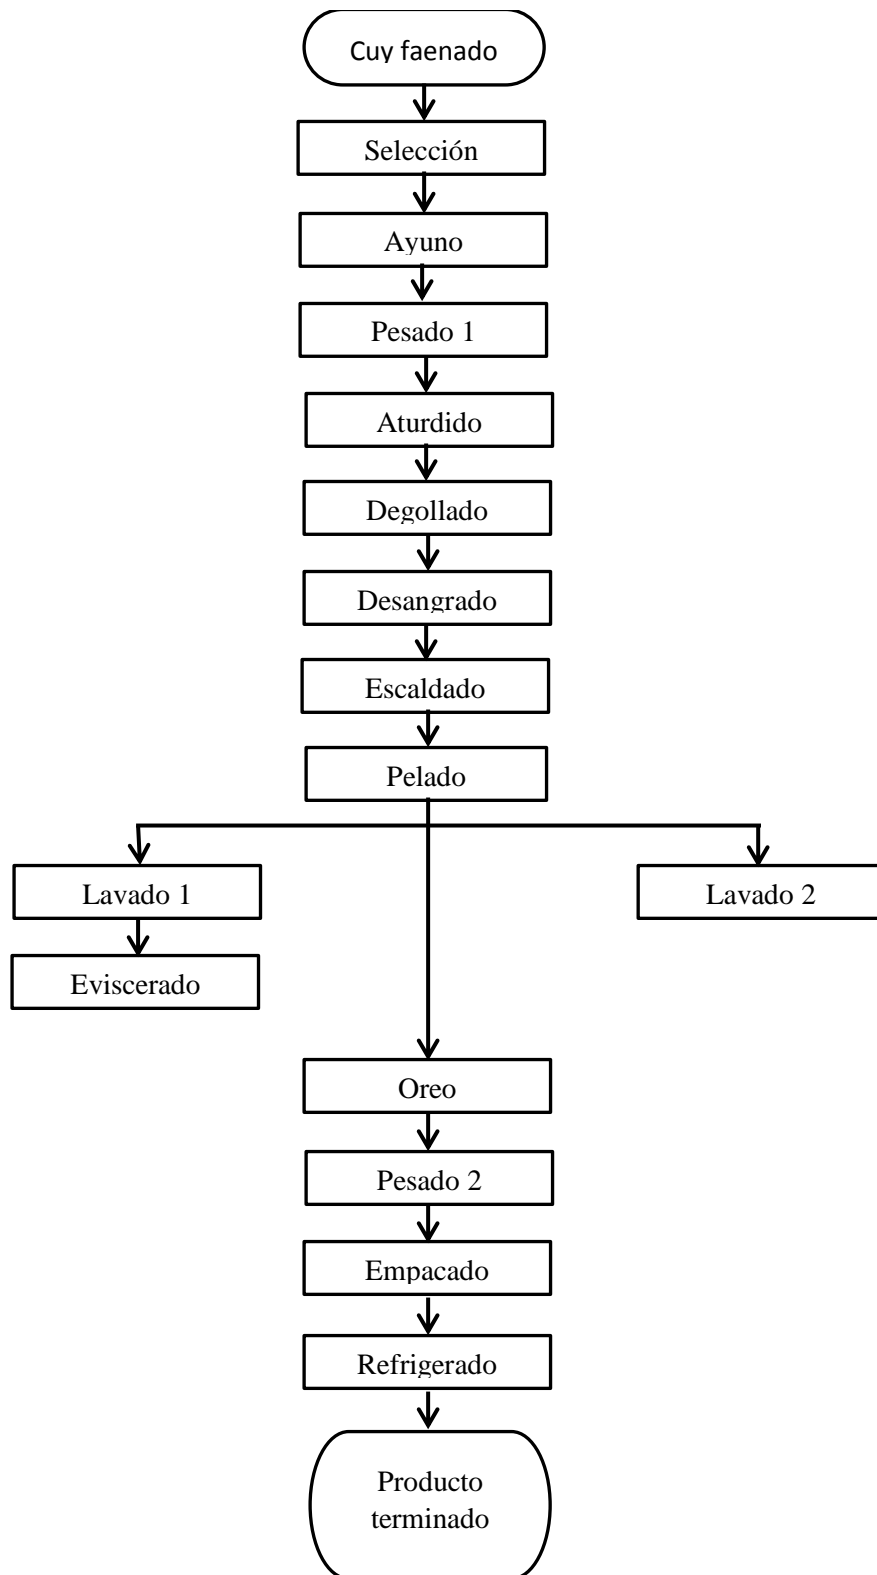 Cuy faenado
Selección
Ayuno
Pesado 1
Aturdido
Degollado
Desangrado
Escaldado
Pelado
Lavado 1
Lavado 2
Eviscerado
Oreo
Pesado 2
Empacado
Refrigerado
Producto
terminado